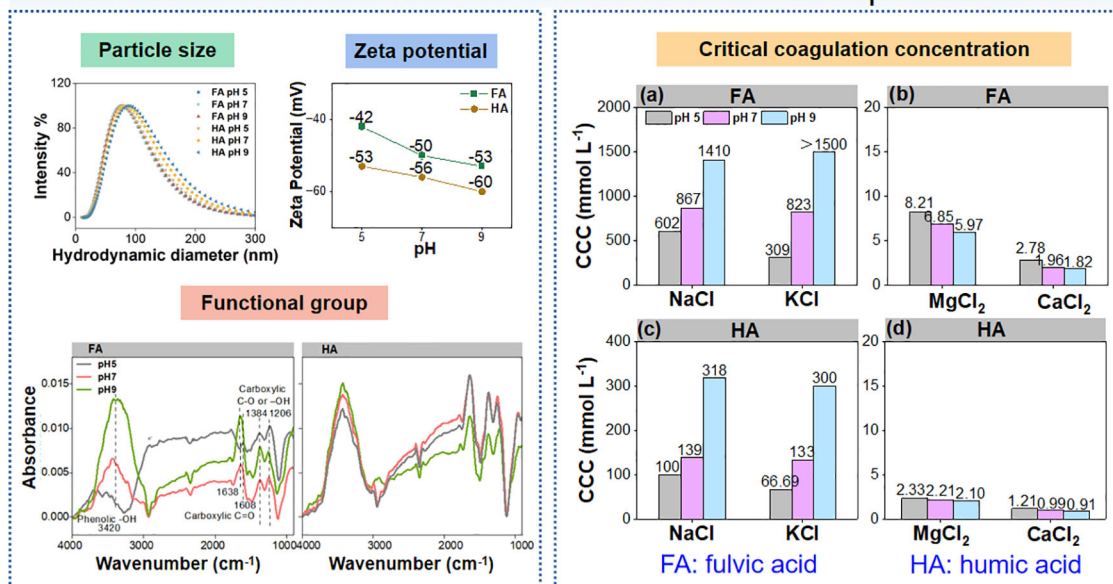 Particle size
Zeta potential
Critical coagulation concentration
Intensity %
120
100
80
60
40
20
0
FA pH 5
FA pH 7
FA pH 9
HA pH 5
HA pH 7
HA pH 9
0
100
200
300
Hydrodynamic diameter (nm)
Zeta Potential (mV)
−40
−60
FA
HA
-42
-50
-53
-53
-56
-60
5
7
9
pH
Functional group
FA
HA
pH5
pH7
pH9
Absorbance
0.015
0.010
0.005
0.000
Carboxylic
C-O or –OH
1384
1206
1638
1608
Carboxylic C=O
Phenolic -OH
3420
4000
3000
2000
1000
4000
3000
2000
1000
Wavenumber (cm-1)
Wavenumber (cm-1)
(a)
FA
pH 5
pH 7
pH 9
CCC (mmol L-1)
2000
1500
1000
500
0
602
867
1410
309
823
>1500
NaCl
KCl
(b)
FA
20
15
10
5
0
8.21
6.85
5.97
2.78
1.96
1.82
MgCl2
CaCl2
(c)
HA
CCC (mmol L-1)
400
300
200
100
0
100
139
318
66.69
133
300
NaCl
KCl
(d)
HA
20
15
10
5
0
2.33
2.21
2.10
1.21
0.99
0.91
MgCl2
CaCl2
FA: fulvic acid
HA: humic acid